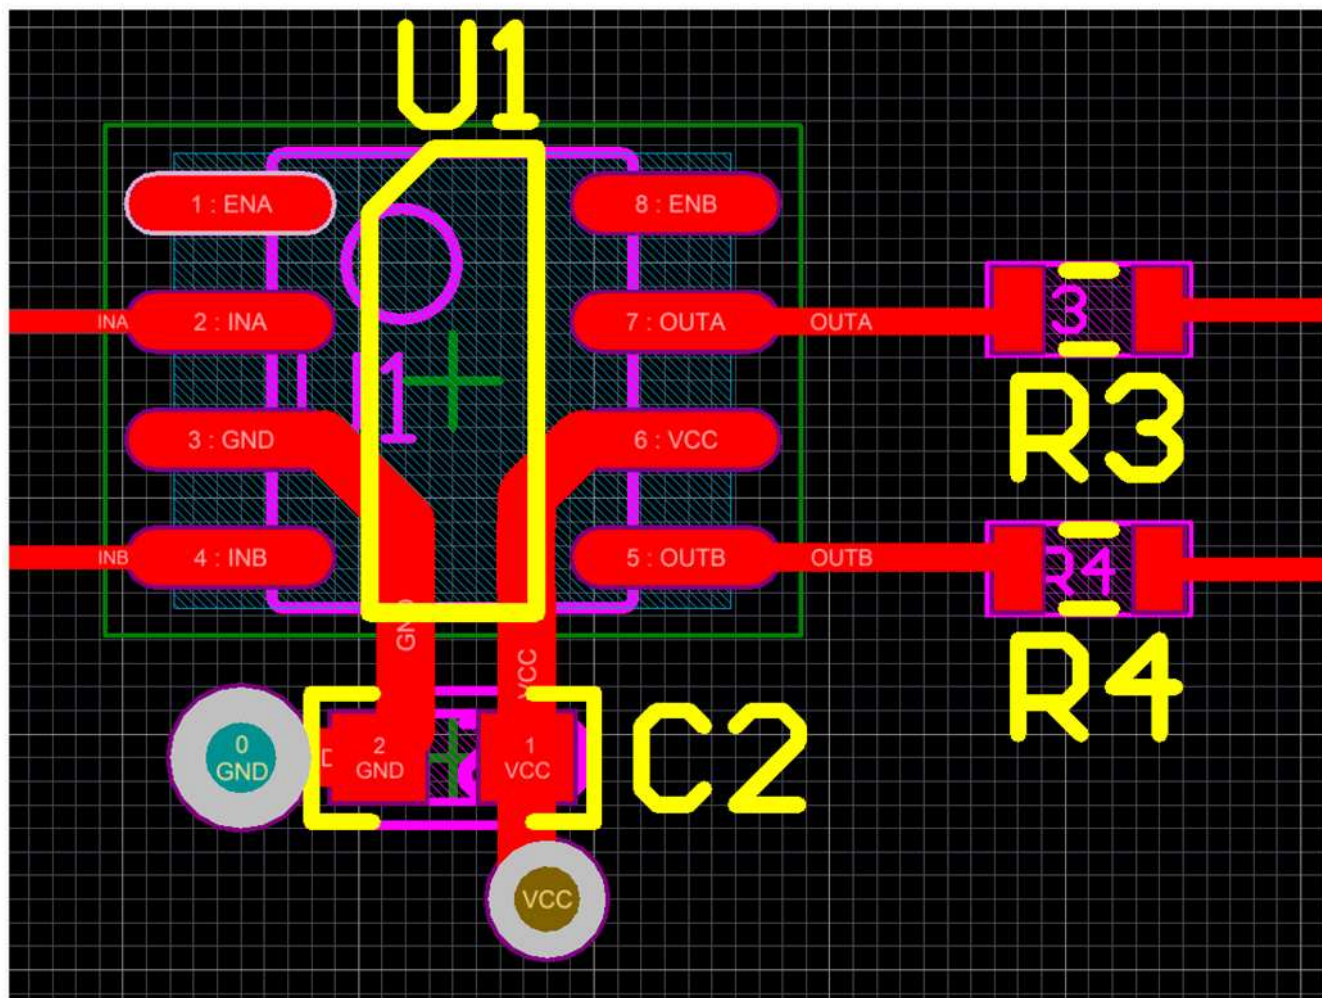 U1
1 : ENA
8 : ENB
INA
2 : INA
7 : OUTA
OUTA
3
R3
1
3 : GND
6 : VCC
INB
4 : INB
5 : OUTB
OUTB
R4
R4
GND
VCC
C2
0
GND
D
2
GND
1
VCC
VCC